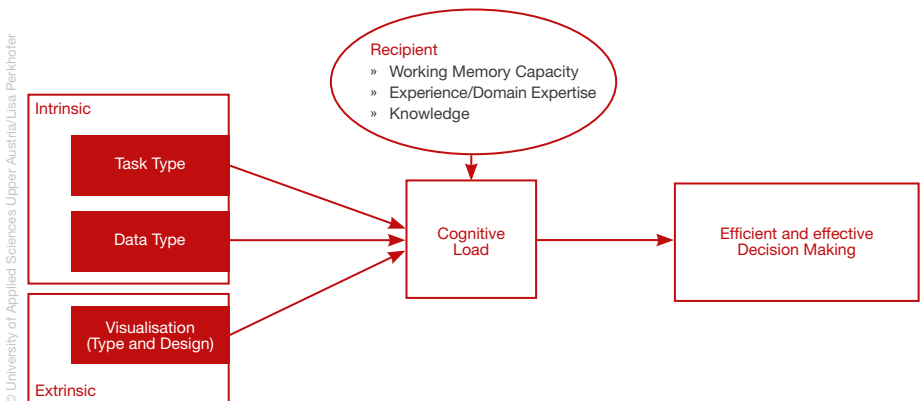 Recipient
» Working Memory Capacity
» Experience/Domain Expertise
» Knowledge
Intrinsic
Task Type
Data Type
Cognitive
Load
Efficient and effective
Decision Making
Visualisation
(Type and Design)
Extrinsic
© University of Applied Sciences Upper Austria/Lisa Perkhofer